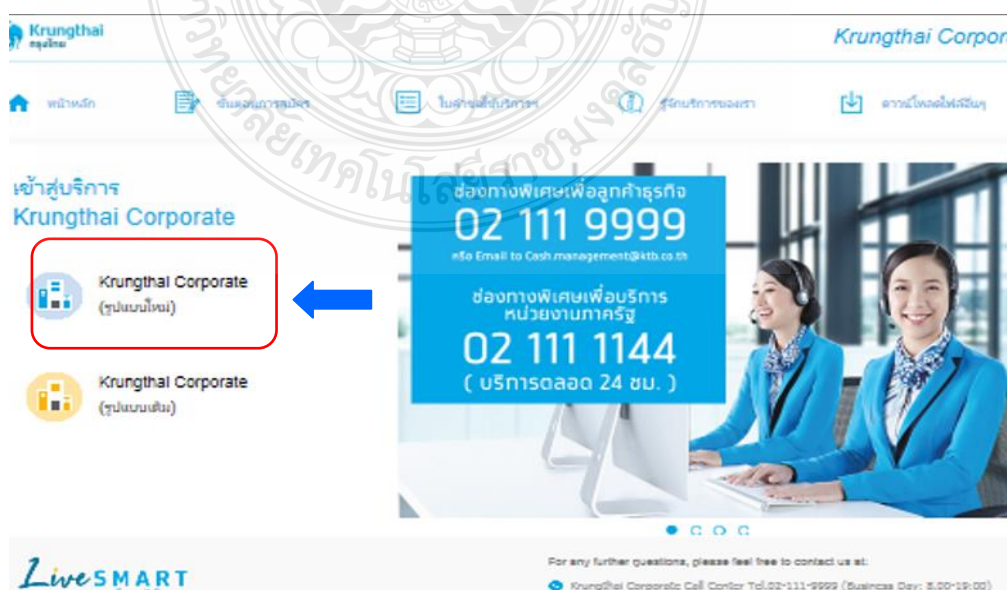 Krungthai
กรุงไทย
Krungthai Corpor
หน้าหลัก
ขั้นตอนการสมัคร
ใบคำขอใช้บริการฯ
รู้จักบริการของเรา
ดาวน์โหลดไฟล์อื่นๆ
เข้าสู่บริการ
Krungthai Corporate
Krungthai Corporate
(รูปแบบใหม่)
Krungthai Corporate
(รูปแบบเดิม)
ช่องทางพิเศษเพื่อลูกค้าธุรกิจ
02 111 9999
หรือ Email to Cash.management@ktb.co.th
ช่องทางพิเศษเพื่อบริการ
หน่วยงานภาครัฐ
02 111 1144
( บริการตลอด 24 ชม. )
Live SMART
For any further questions, please feel free to contact us at:
Krungthai Corporate Call Center Tel.02-111-9999 (Business Day: 8.00-19:00)